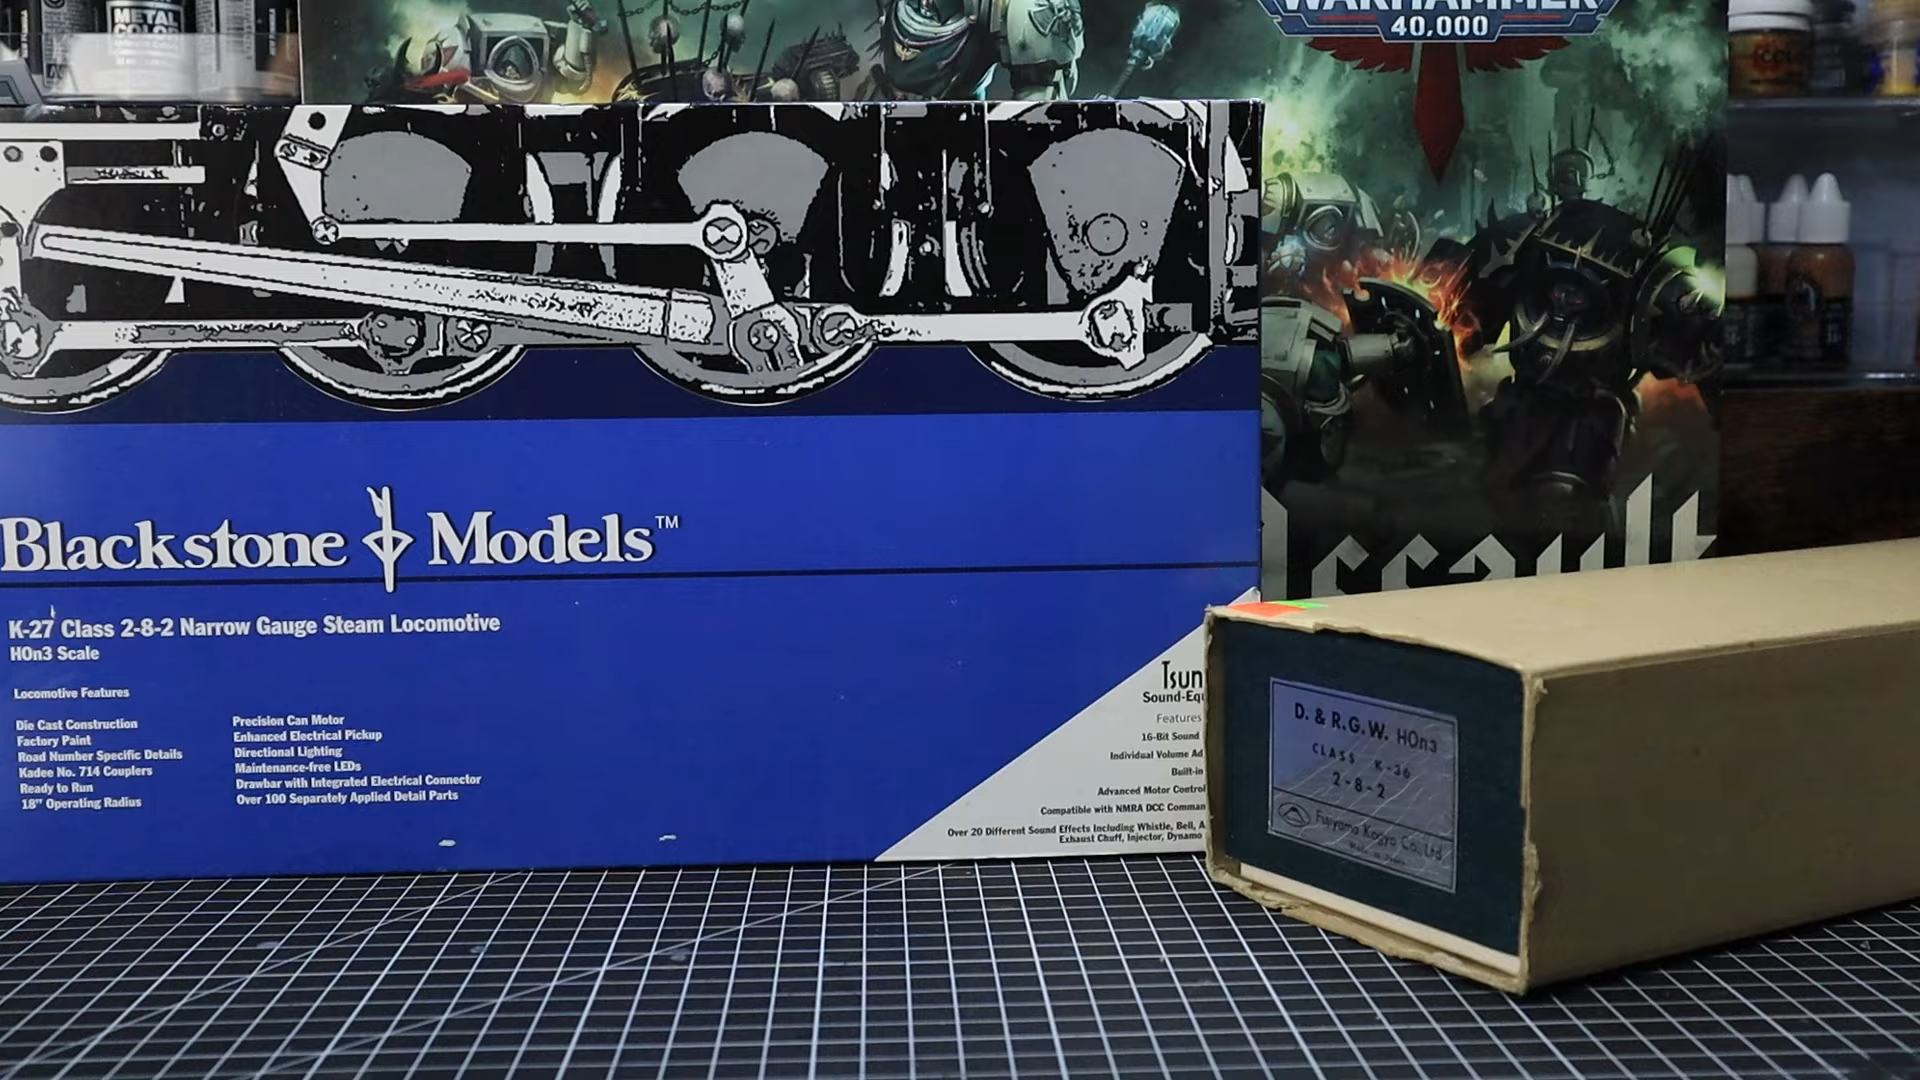 METAL
COLOR
WARHAMMER
40,000
Blackstone Models™
K-27 Class 2-8-2 Narrow Gauge Steam Locomotive
HOn3 Scale
Locomotive Features
Die Cast Construction
Factory Paint
Road Number Specific Details
Kadee No. 714 Couplers
Ready to Run
18" Operating Radius
Precision Can Motor
Enhanced Electrical Pickup
Directional Lighting
Maintenance-free LEDs
Drawbar with Integrated Electrical Connector
Over 100 Separately Applied Detail Parts
Tsun
Sound-Equ
Features
16-Bit Sound
Individual Volume Ad
Built-in
Advanced Motor Control
Compatible with NMRA DCC Comman
Over 20 Different Sound Effects Including Whistle, Bell, A
Exhaust Chuff, Injector, Dynamo
D. & R.G.W. HOn3
CLASS K-36
2-8-2
Fujiyama Kogyo Co., Ltd
Made in Japan